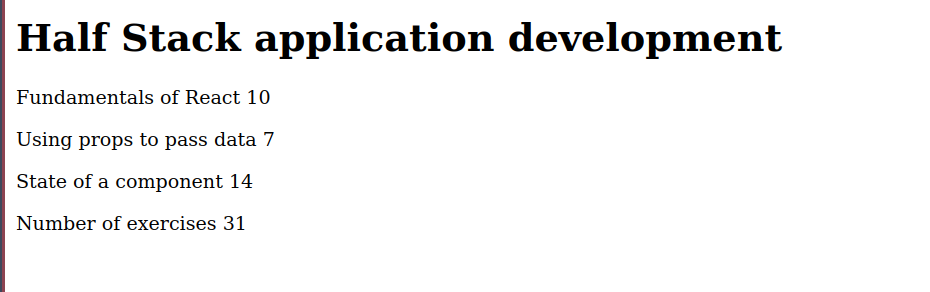 Half Stack application development
Fundamentals of React 10
Using props to pass data 7
State of a component 14
Number of exercises 31